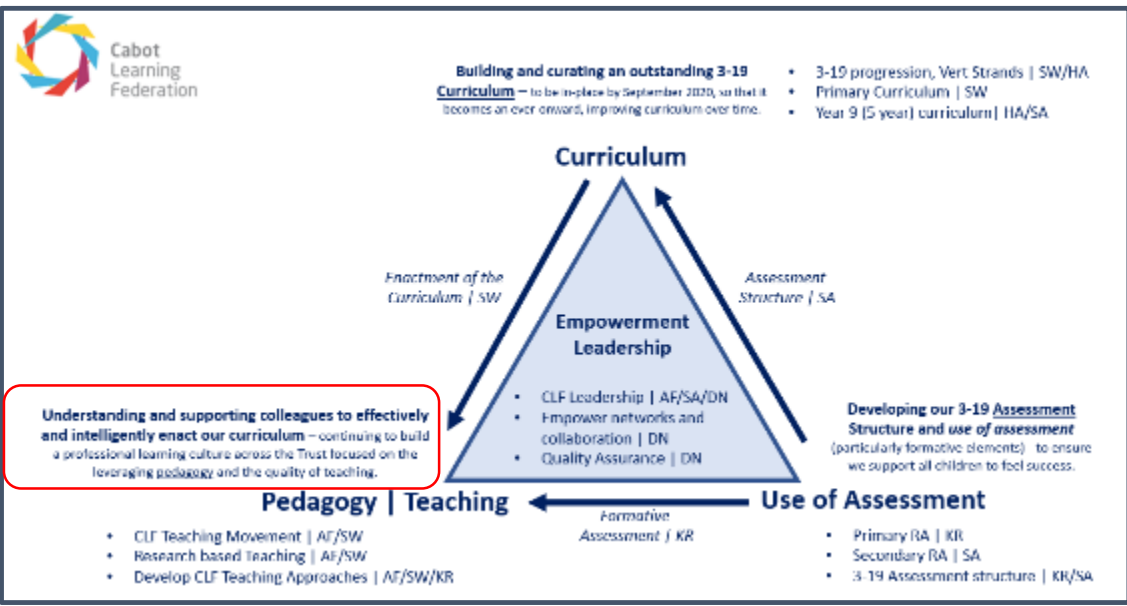 Cabot
Learning
Federation
Building and curating an outstanding 3-19
Curriculum – to be in-place by September 2020, so that it
becomes an ever onward, improving curriculum over time.
• 3-19 progression, Vert Strands | SW/HA
• Primary Curriculum | SW
• Year 9 (5 year) curriculum| HA/SA
Curriculum
Enactment of the
Curriculum | SW
Assessment
Structure | SA
Empowerment
Leadership
• CLF Leadership | AF/SA/DN
• Empower networks and
collaboration | DN
• Quality Assurance | DN
Understanding and supporting colleagues to effectively
and intelligently enact our curriculum – continuing to build
a professional learning culture across the Trust focused on the
leveraging pedagogy and the quality of teaching.
Developing our 3-19 Assessment
Structure and use of assessment
(particularly formative elements) to ensure
we support all children to feel success.
Pedagogy | Teaching
Formative
Assessment | KR
Use of Assessment
• CLF Teaching Movement | AF/SW
• Research based Teaching | AF/SW
• Develop CLF Teaching Approaches | AF/SW/KR
• Primary RA | KR
• Secondary RA | SA
• 3-19 Assessment structure | KR/SA